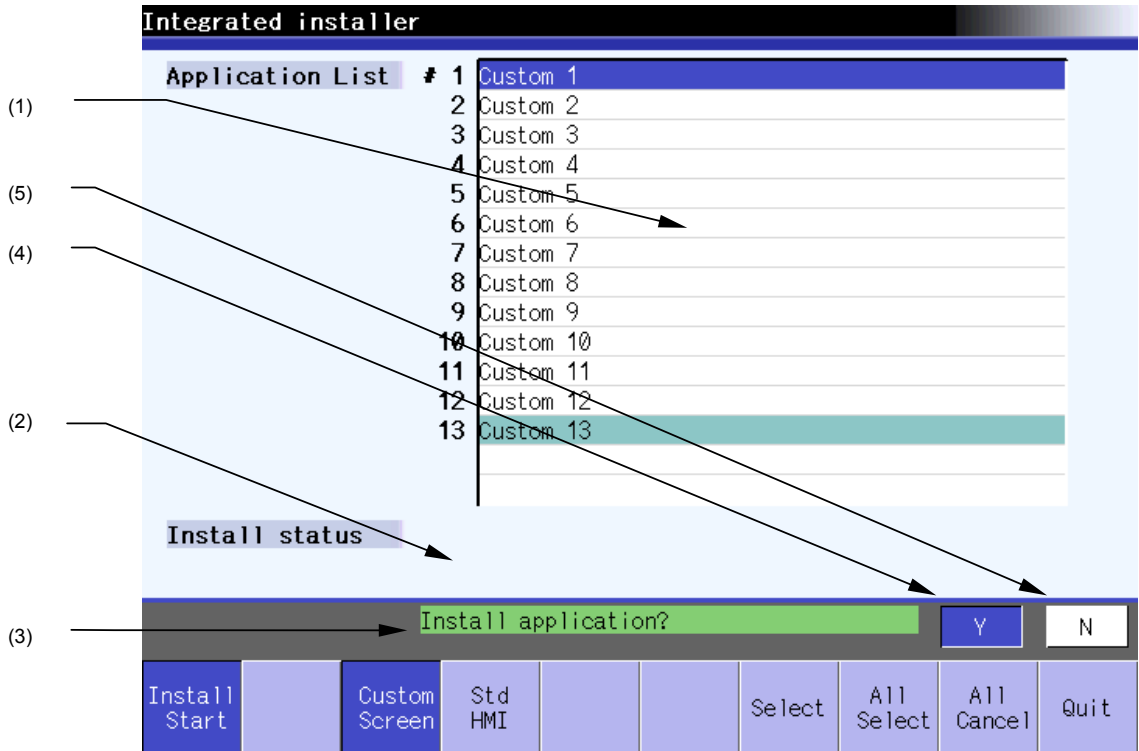 Integrated installer
Application List # 1 Custom 1
(1)
2 Custom 2
3 Custom 3
4 Custom 4
(5)
5 Custom 5
6 Custom 6
(4)
7 Custom 7
8 Custom 8
9 Custom 9
10 Custom 10
11 Custom 11
12 Custom 12
(2)
13 Custom 13
Install status
(3)
Install application? Y N
Install Start
Custom Screen
Std HMI
Select
All Select
All Cancel
Quit